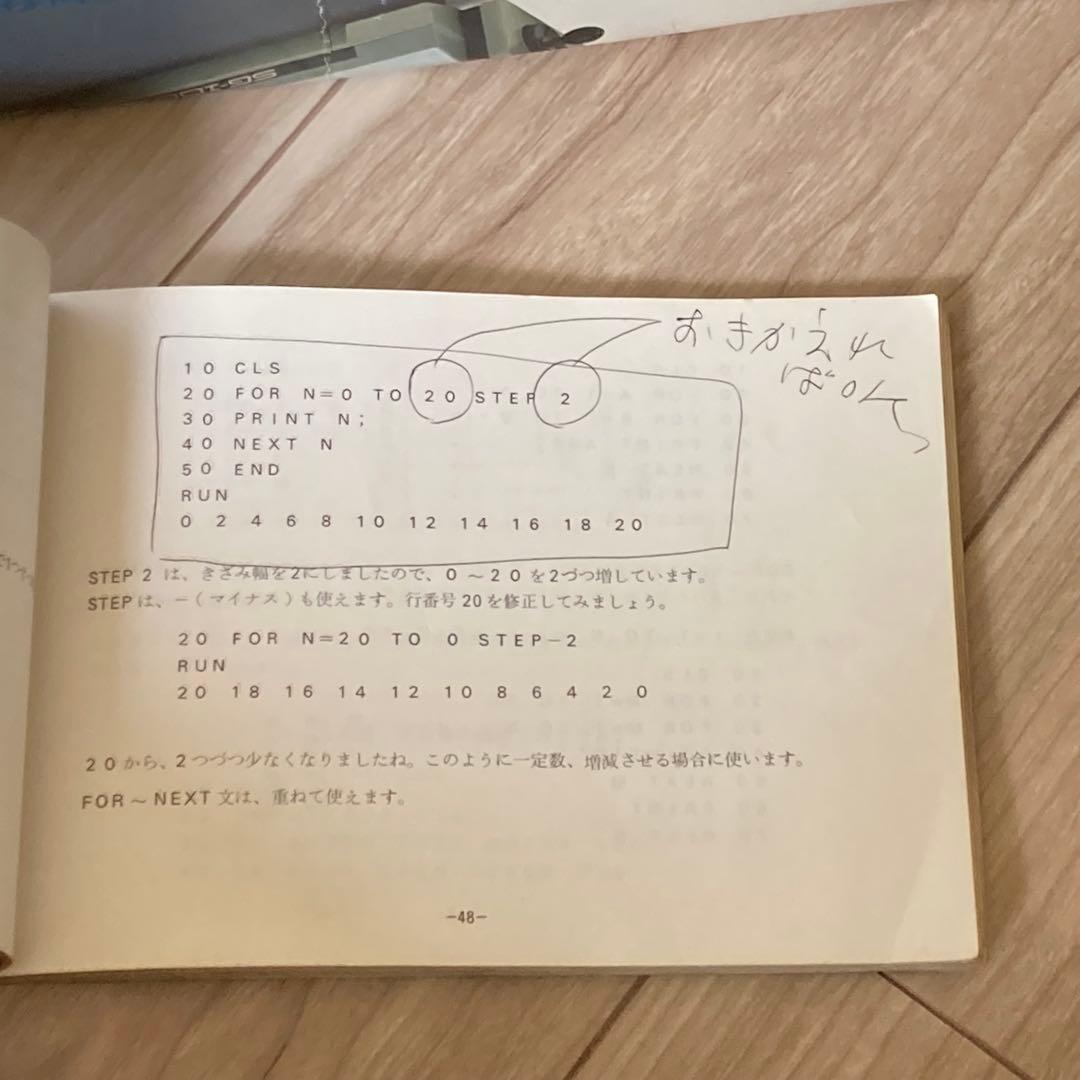 おきかえれ
ばOK
10 CLS
20 FOR N=0 TO 20 STEP 2
30 PRINT N;
40 NEXT N
50 END
RUN
0 2 4 6 8 10 12 14 16 18 20
STEP 2 は、きざみ幅を2にしましたので、0～20を2づつ増しています。
STEPは、－(マイナス)も使えます。行番号20を修正してみましょう。
20 FOR N=20 TO 0 STEP－2
RUN
20 18 16 14 12 10 8 6 4 2 0
20から、2つづつ少なくなりましたね。このように一定数、増減させる場合に使います。
FOR～NEXT文は、重ねて使えます。
－48－